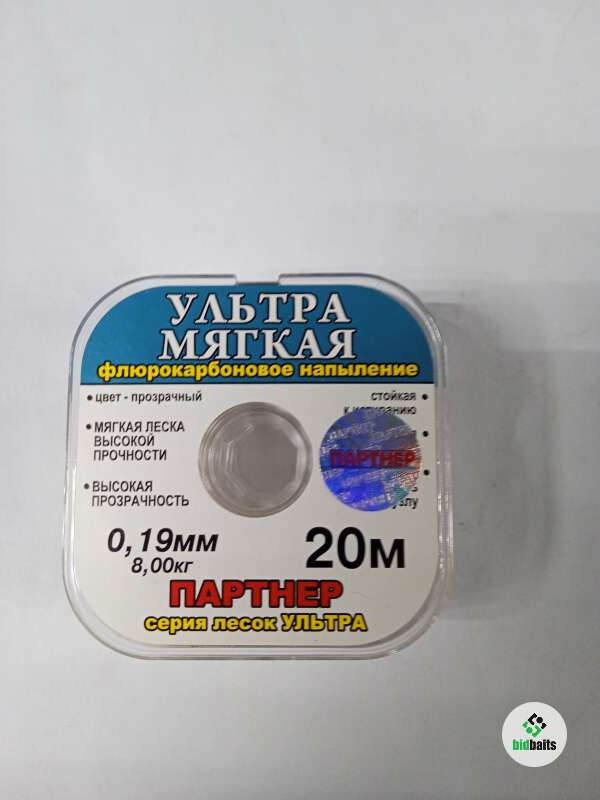 УЛЬТРА
МЯГКАЯ
флюрокарбоновое напыление
• цвет - прозрачный
• МЯГКАЯ ЛЕСКА
ВЫСОКОЙ
ПРОЧНОСТИ
• ВЫСОКАЯ
ПРОЗРАЧНОСТЬ
стойкая •
к
ПАРТНЕР
0,19мм
8,00кг
20м
ПАРТНЕР
серия лесок УЛЬТРА
bidbaits